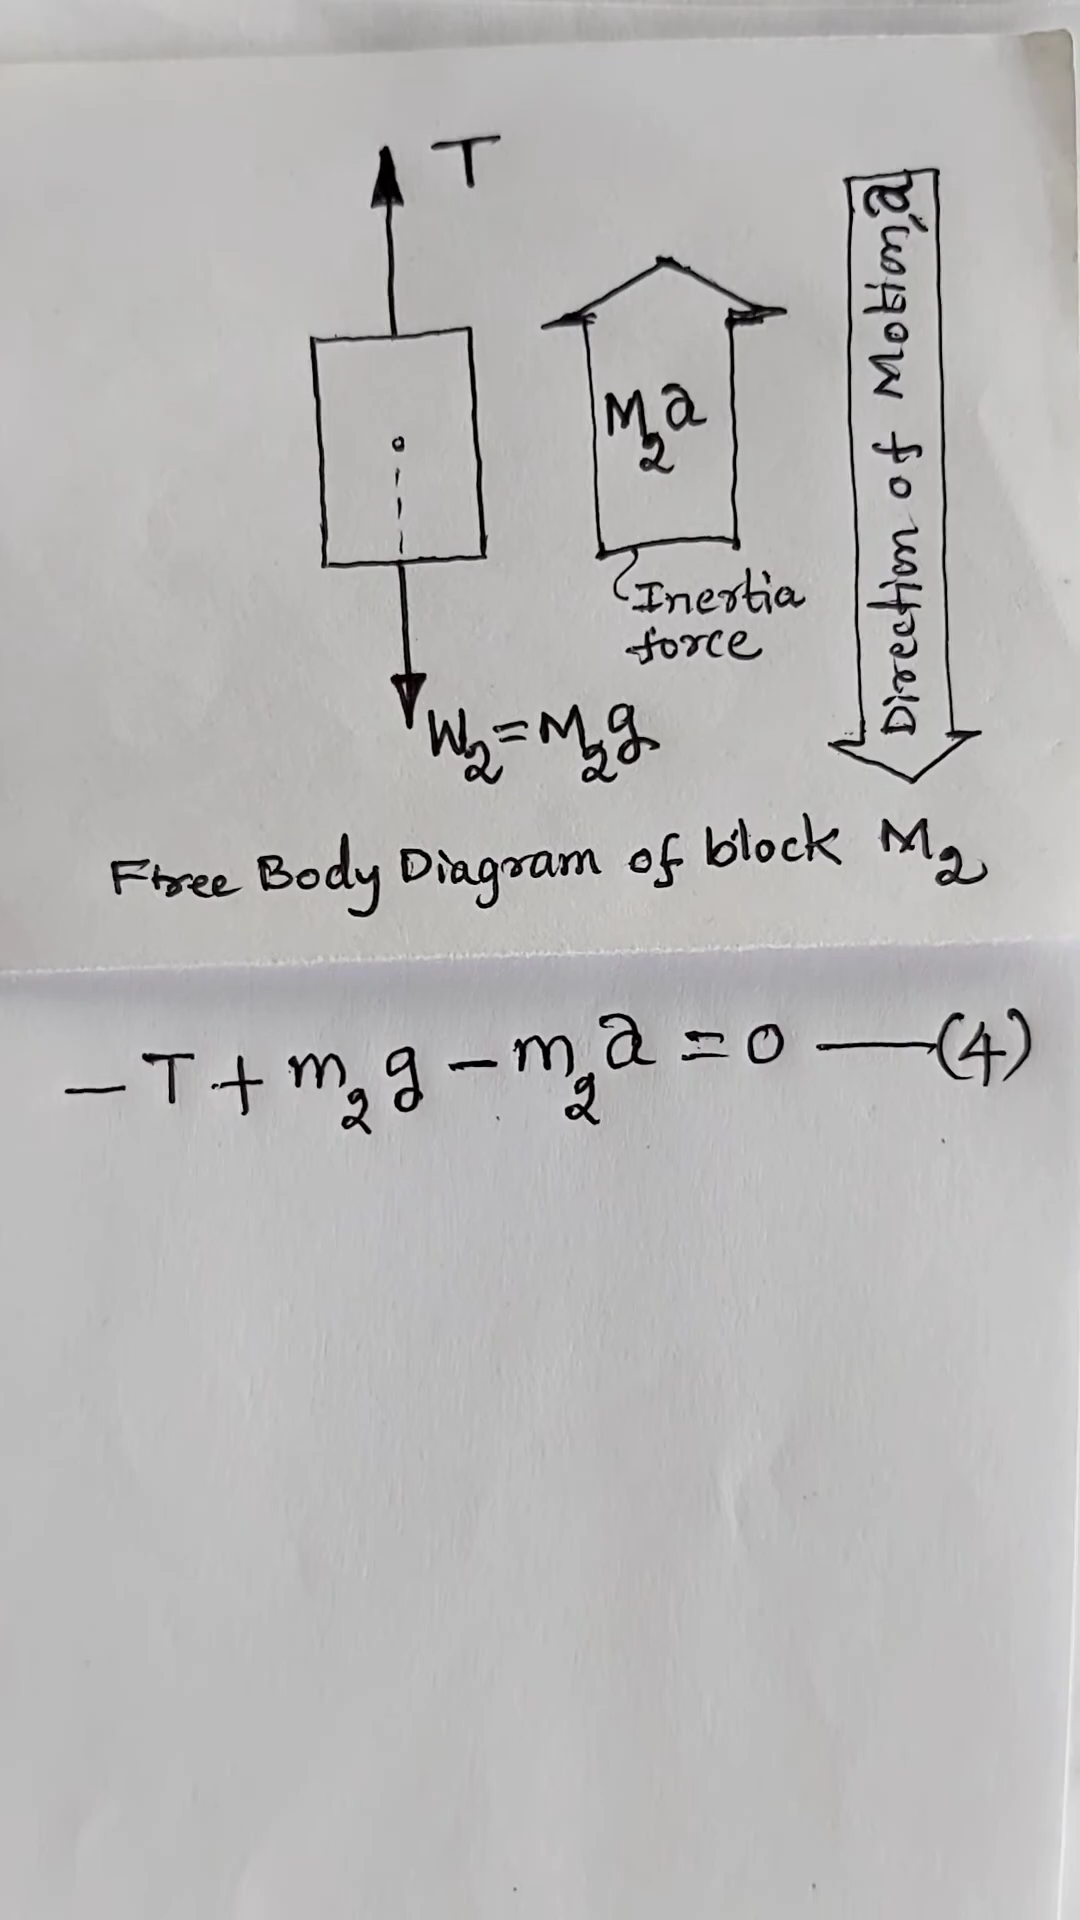 T
M₂a
Inertia
force
Direction of Motion, a
W₂=M₂g
Free Body Diagram of block M₂
-T+m₂g-m₂a=0 —(4)